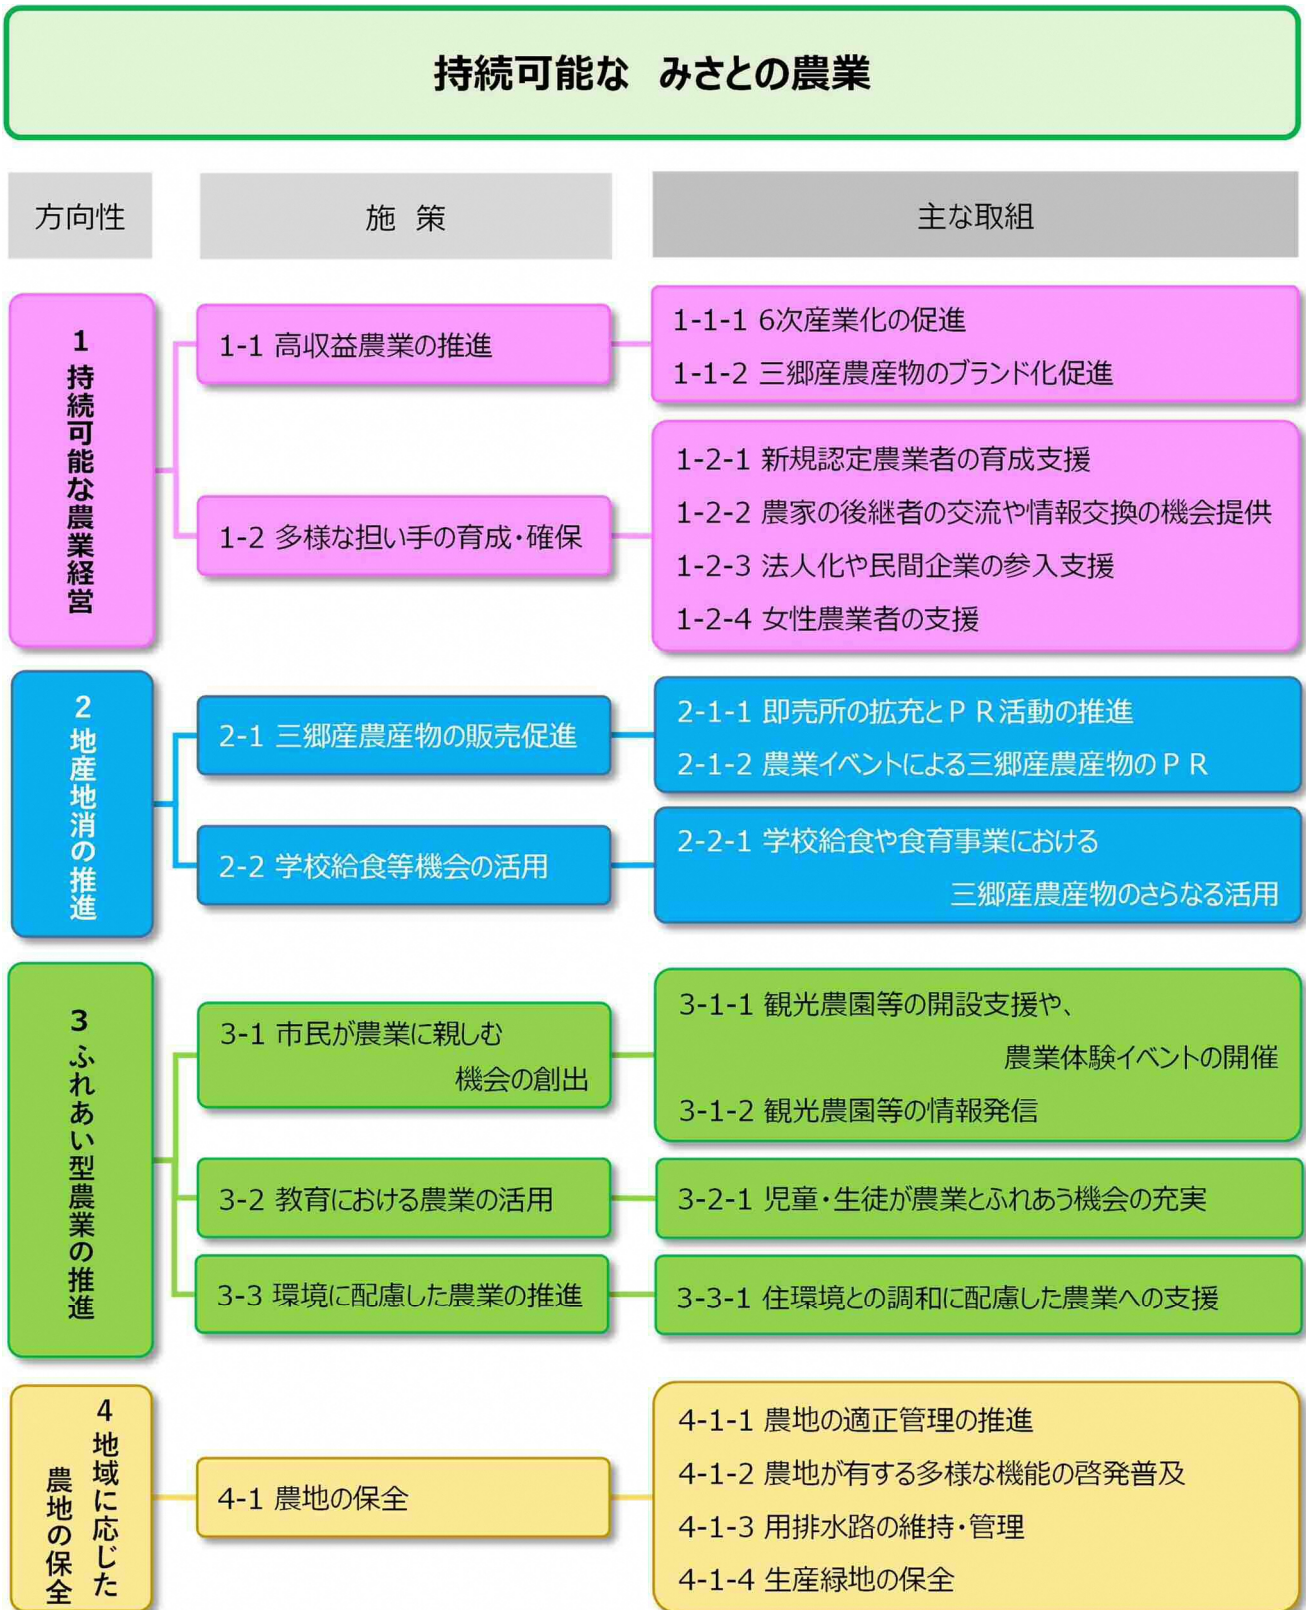 持続可能な　みさとの農業
方向性
施　策
主な取組
1 持続可能な農業経営
1-1 高収益農業の推進
1-1-1 6次産業化の促進
1-1-2 三郷産農産物のブランド化促進
1-2 多様な担い手の育成・確保
1-2-1 新規認定農業者の育成支援
1-2-2 農家の後継者の交流や情報交換の機会提供
1-2-3 法人化や民間企業の参入支援
1-2-4 女性農業者の支援
2 地産地消の推進
2-1 三郷産農産物の販売促進
2-1-1 即売所の拡充とＰＲ活動の推進
2-1-2 農業イベントによる三郷産農産物のＰＲ
2-2 学校給食等機会の活用
2-2-1 学校給食や食育事業における
三郷産農産物のさらなる活用
3 ふれあい型農業の推進
3-1 市民が農業に親しむ
機会の創出
3-1-1 観光農園等の開設支援や、
農業体験イベントの開催
3-1-2 観光農園等の情報発信
3-2 教育における農業の活用
3-2-1 児童・生徒が農業とふれあう機会の充実
3-3 環境に配慮した農業の推進
3-3-1 住環境との調和に配慮した農業への支援
4 地域に応じた
農地の保全
4-1 農地の保全
4-1-1 農地の適正管理の推進
4-1-2 農地が有する多様な機能の啓発普及
4-1-3 用排水路の維持・管理
4-1-4 生産緑地の保全